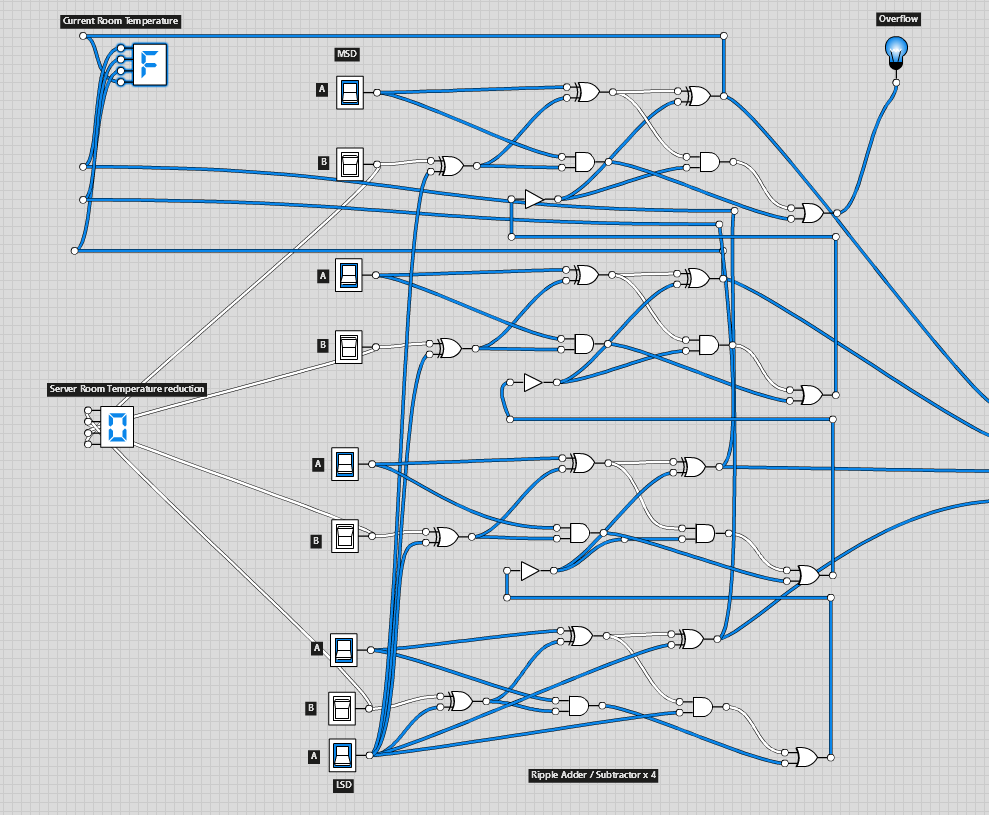 Current Room Temperature
Overflow
F
MSD
A
B
A
B
Server Room Temperature reduction
0
A
B
A
B
A
LSD
Ripple Adder / Subtractor x 4